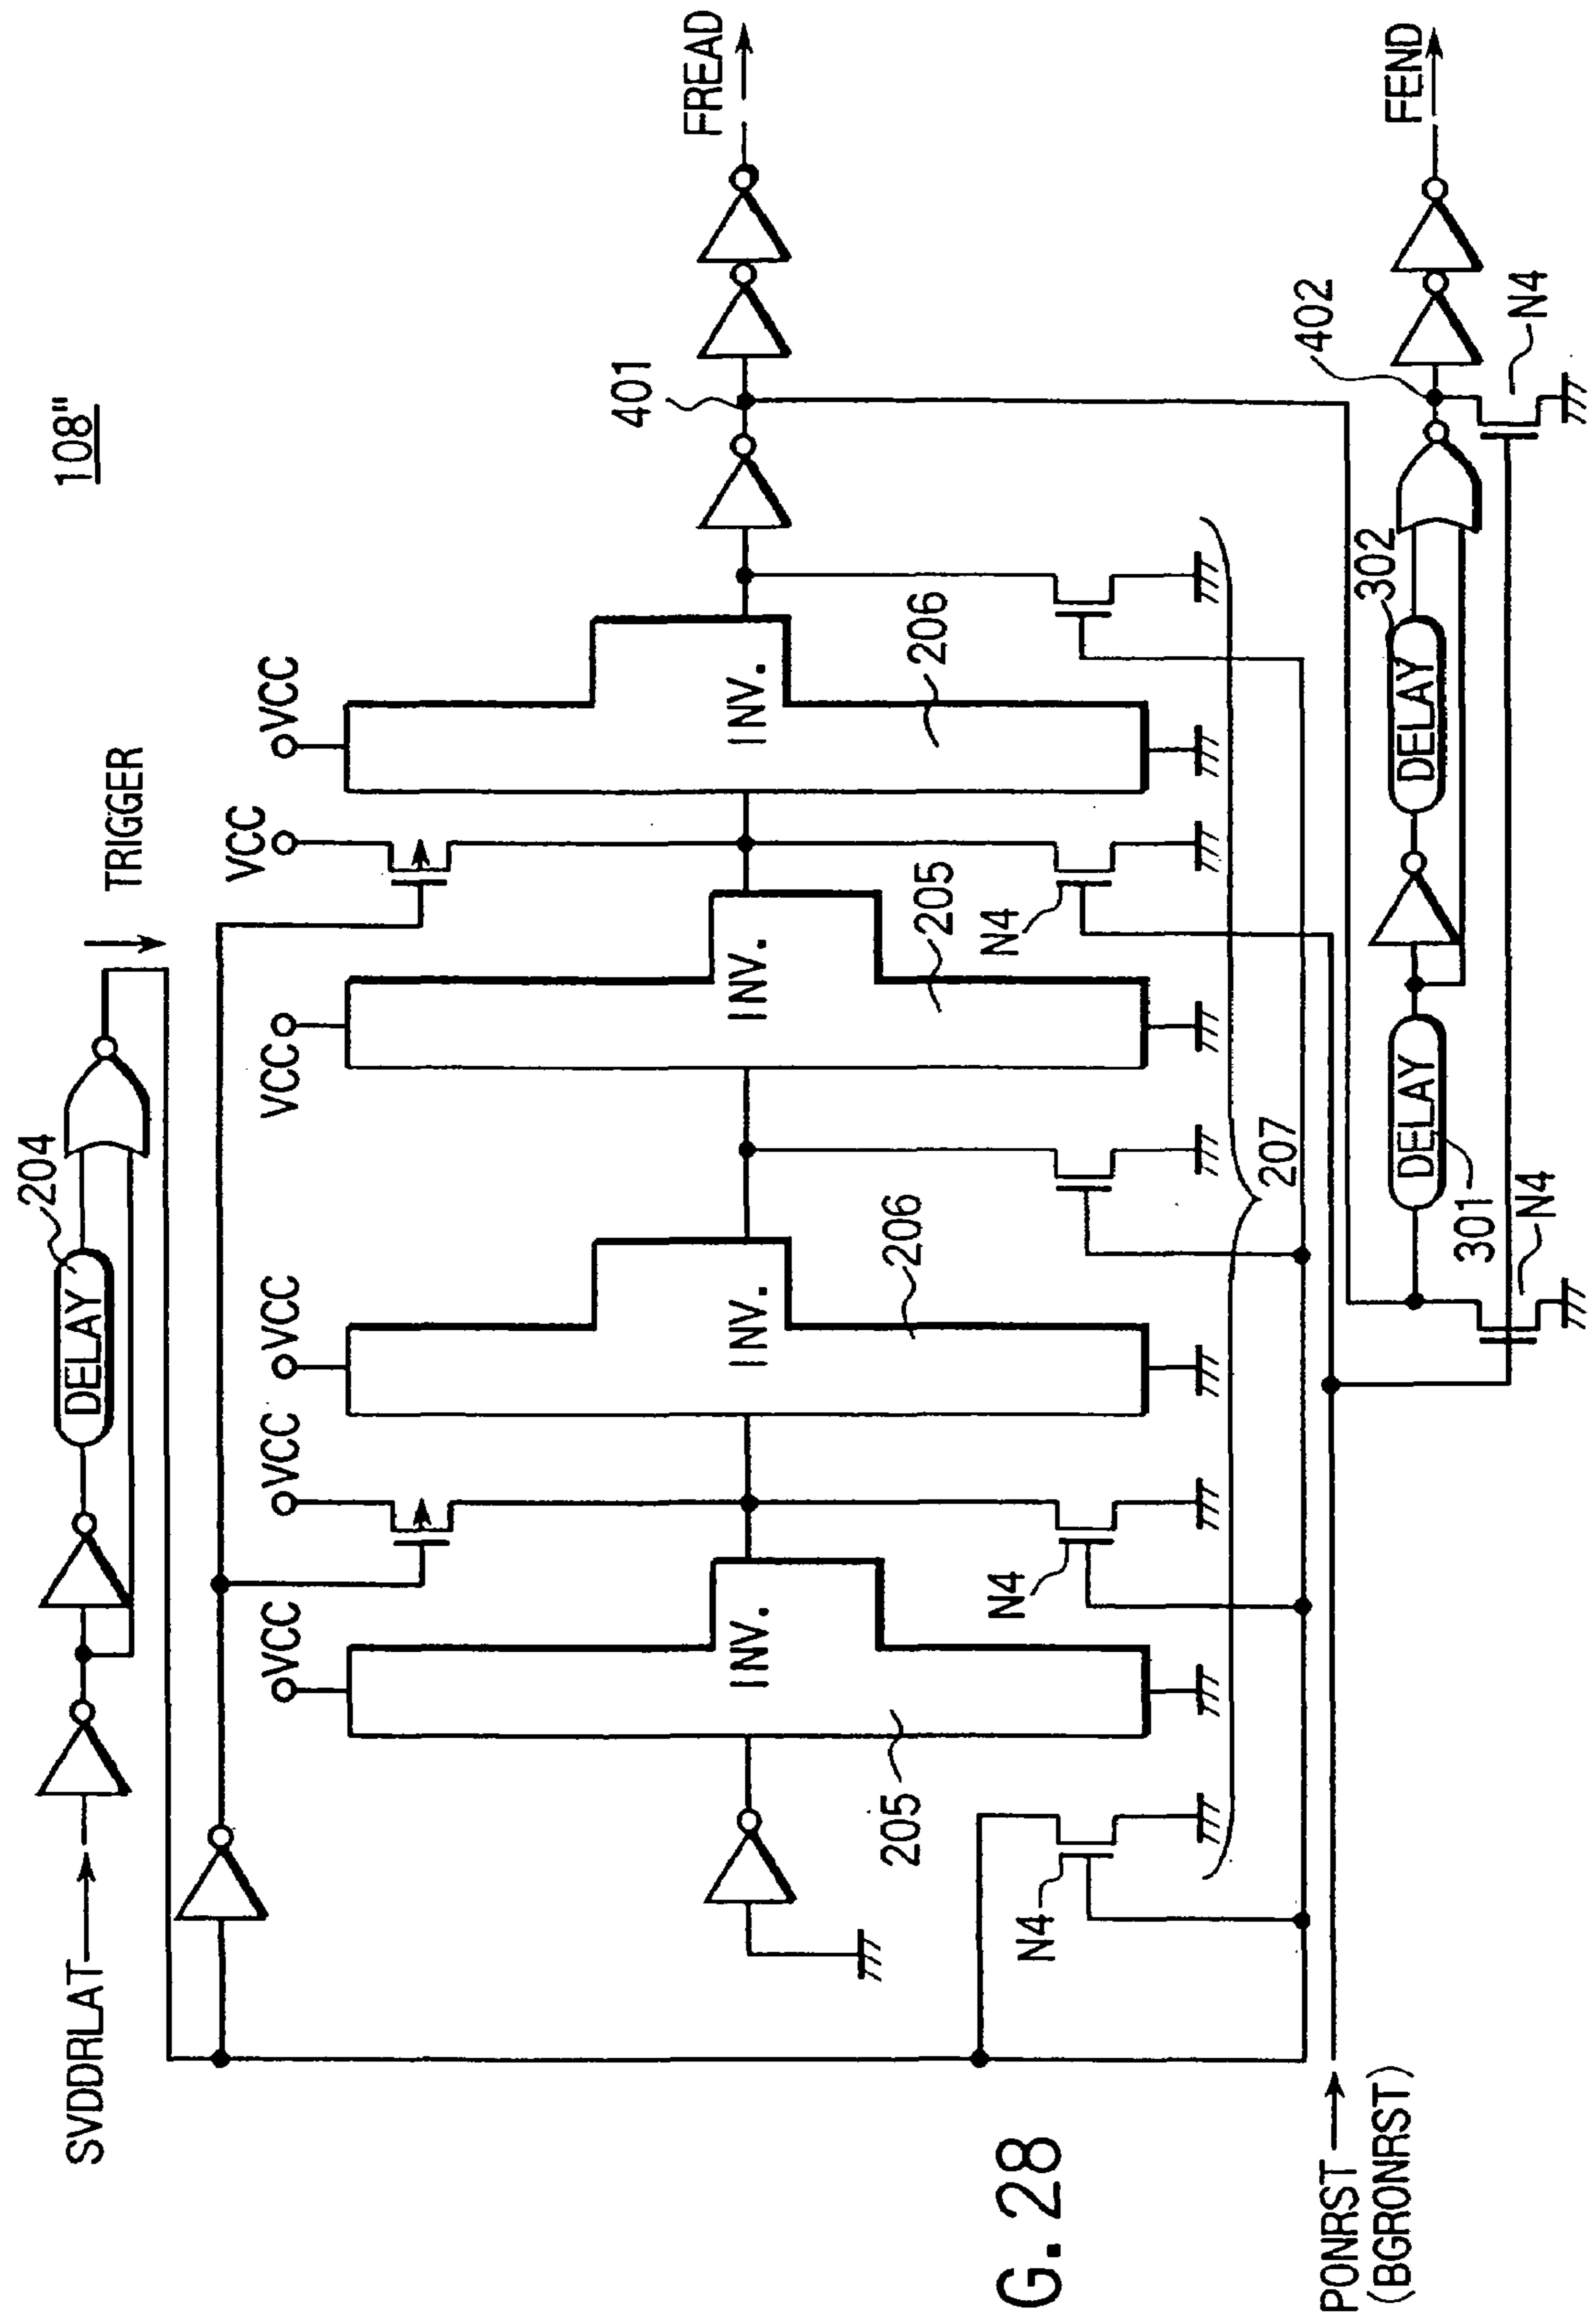 108"
SVDDRLAT
DELAY
204
TRIGGER
VCC
VCC
VCC
VCC
VCC
VCC
INV.
INV.
INV.
INV.
205
206
205
206
N4
N4
N4
207
401
FREAD
PONRST
(BGRONRST)
DELAY
301
N4
DELAY
302
402
N4
FEND
G. 28